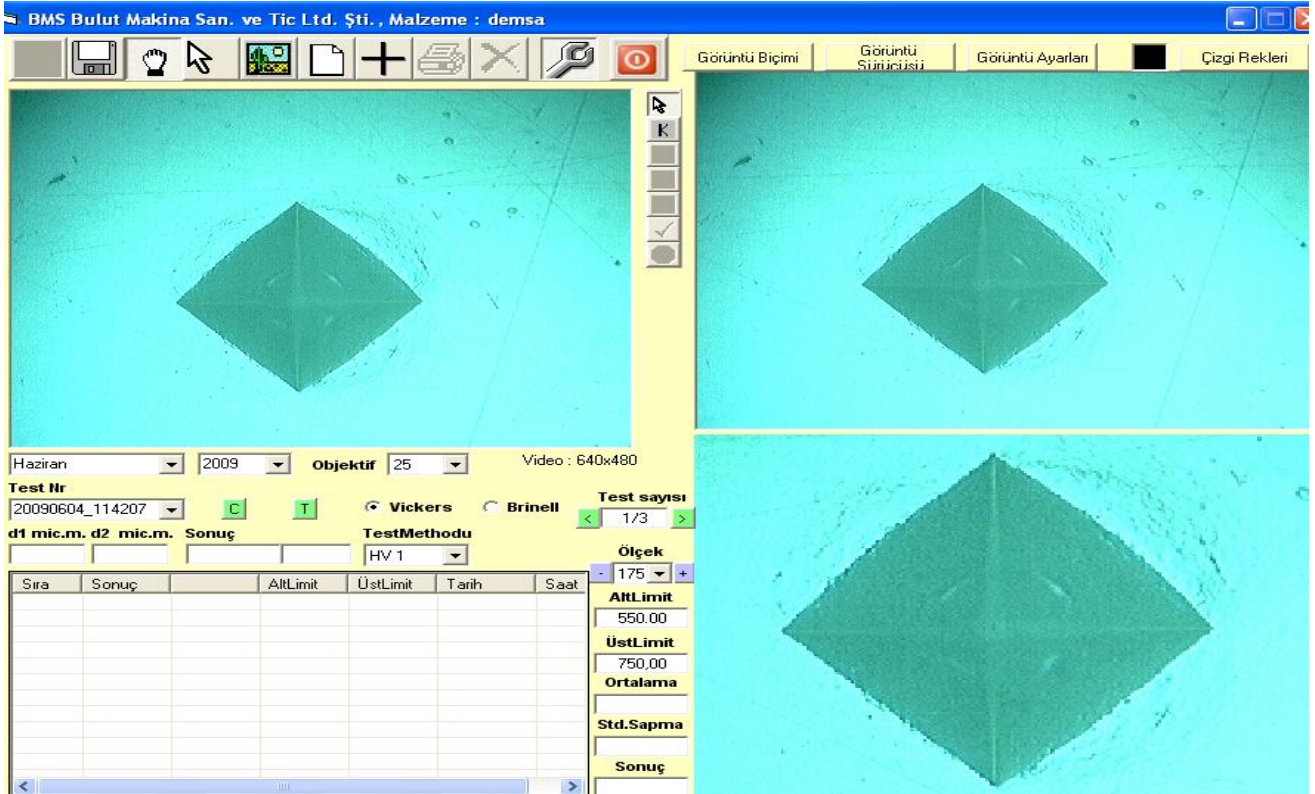 BMS Bulut Makina San. ve Tic Ltd. Şti. , Malzeme : demsa
Görüntü Biçimi
Görüntü
Sürücüsü
Görüntü Ayarları
Çizgi Rekleri
K
Haziran
2009
Objektif
25
Video : 640x480
Test Nr
20090604_114207
C
T
Vickers
Brinell
Test sayısı
<
1/3
>
d1 mic.m.
d2 mic.m.
Sonuç
TestMethodu
HV 1
Ölçek
-
175
+
Sıra
Sonuç
AltLimit
ÜstLimit
Tarih
Saat
AltLimit
550.00
ÜstLimit
750,00
Ortalama
Std.Sapma
Sonuç